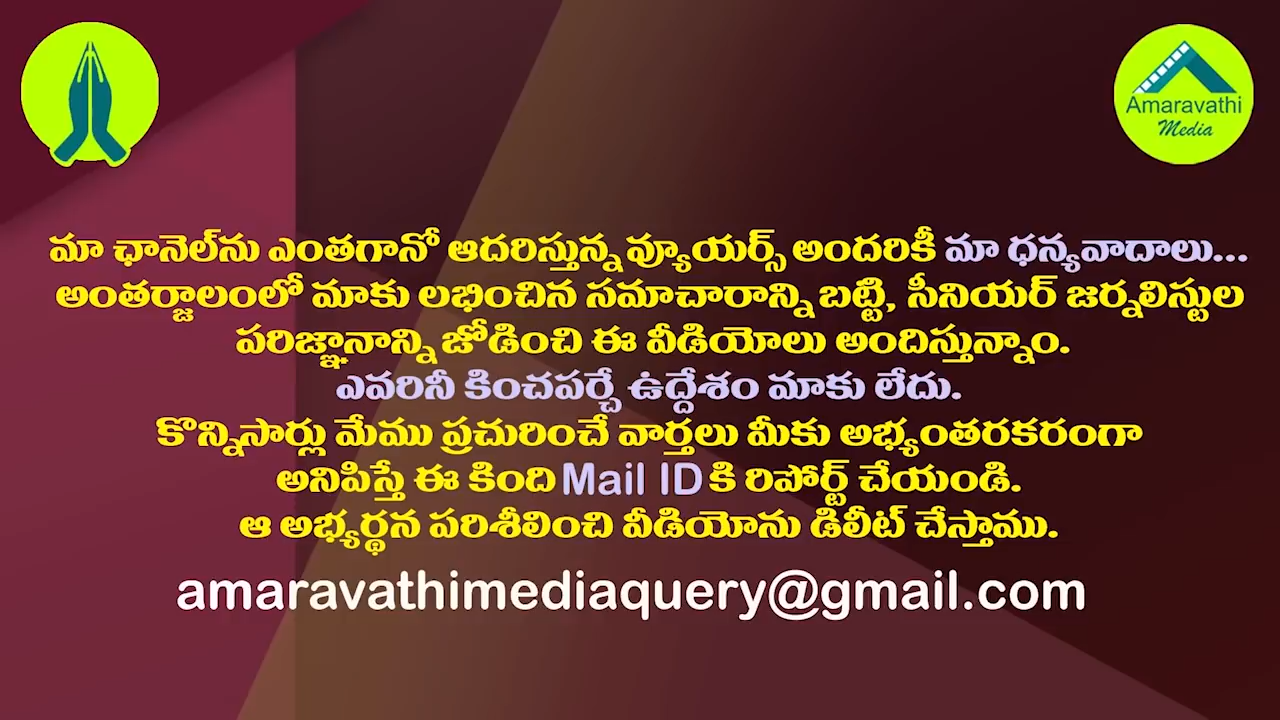 Amaravathi
Media
మా ఛానెల్‌ను ఎంతగానో ఆదరిస్తున్న వ్యూయర్స్ అందరికీ మా ధన్యవాదాలు...
అంతర్జాలంలో మాకు లభించిన సమాచారాన్ని బట్టి, సీనియర్ జర్నలిస్టుల
పరిజ్ఞానాన్ని జోడించి ఈ వీడియోలు అందిస్తున్నాం.
ఎవరినీ కించపర్చే ఉద్దేశం మాకు లేదు.
కొన్నిసార్లు మేము ప్రచురించే వార్తలు మీకు అభ్యంతరకరంగా
అనిపిస్తే ఈ కింది Mail ID కి రిపోర్ట్ చేయండి.
ఆ అభ్యర్థన పరిశీలించి వీడియోను డిలీట్ చేస్తాము.
amaravathimediaquery@gmail.com